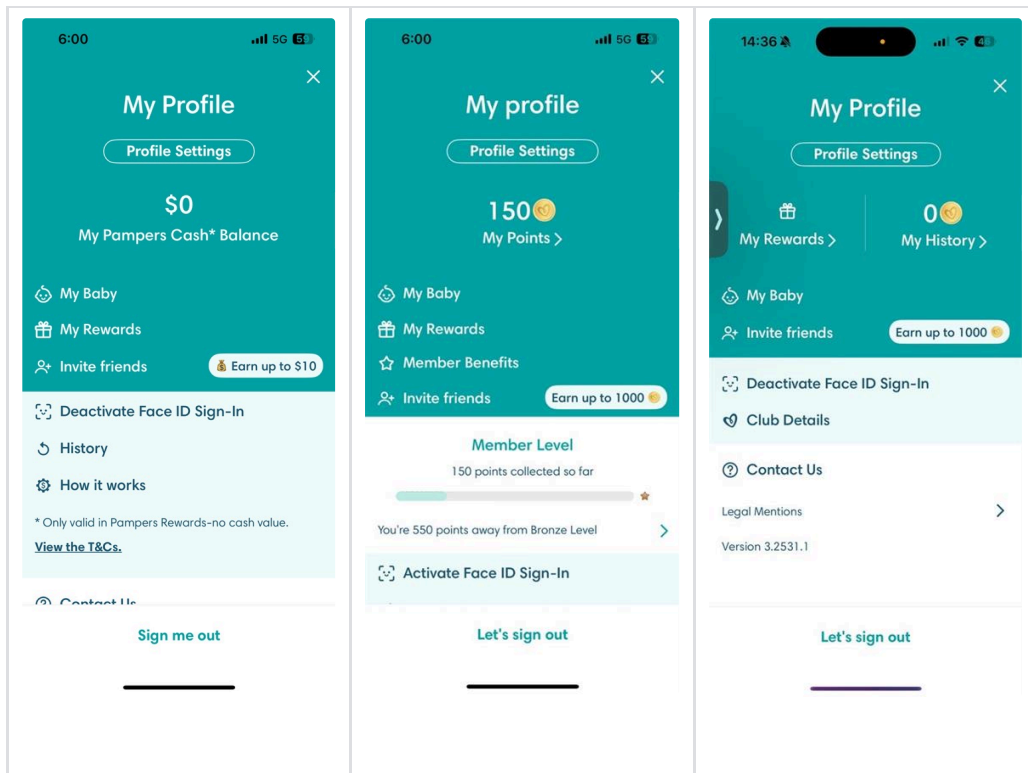 6:00
5G 59
My Profile
Profile Settings
$0
My Pampers Cash* Balance
My Baby
My Rewards
Invite friends
Earn up to $10
Deactivate Face ID Sign-In
History
How it works
* Only valid in Pampers Rewards-no cash value.
View the T&Cs.
Contact Us
Sign me out
6:00
5G 59
My profile
Profile Settings
150
My Points >
My Baby
My Rewards
Member Benefits
Invite friends
Earn up to 1000
Member Level
150 points collected so far
You're 550 points away from Bronze Level
Activate Face ID Sign-In
Let's sign out
14:36
My Profile
Profile Settings
My Rewards >
0
My History >
My Baby
Invite friends
Earn up to 1000
Deactivate Face ID Sign-In
Club Details
Contact Us
Legal Mentions
Version 3.2531.1
Let's sign out